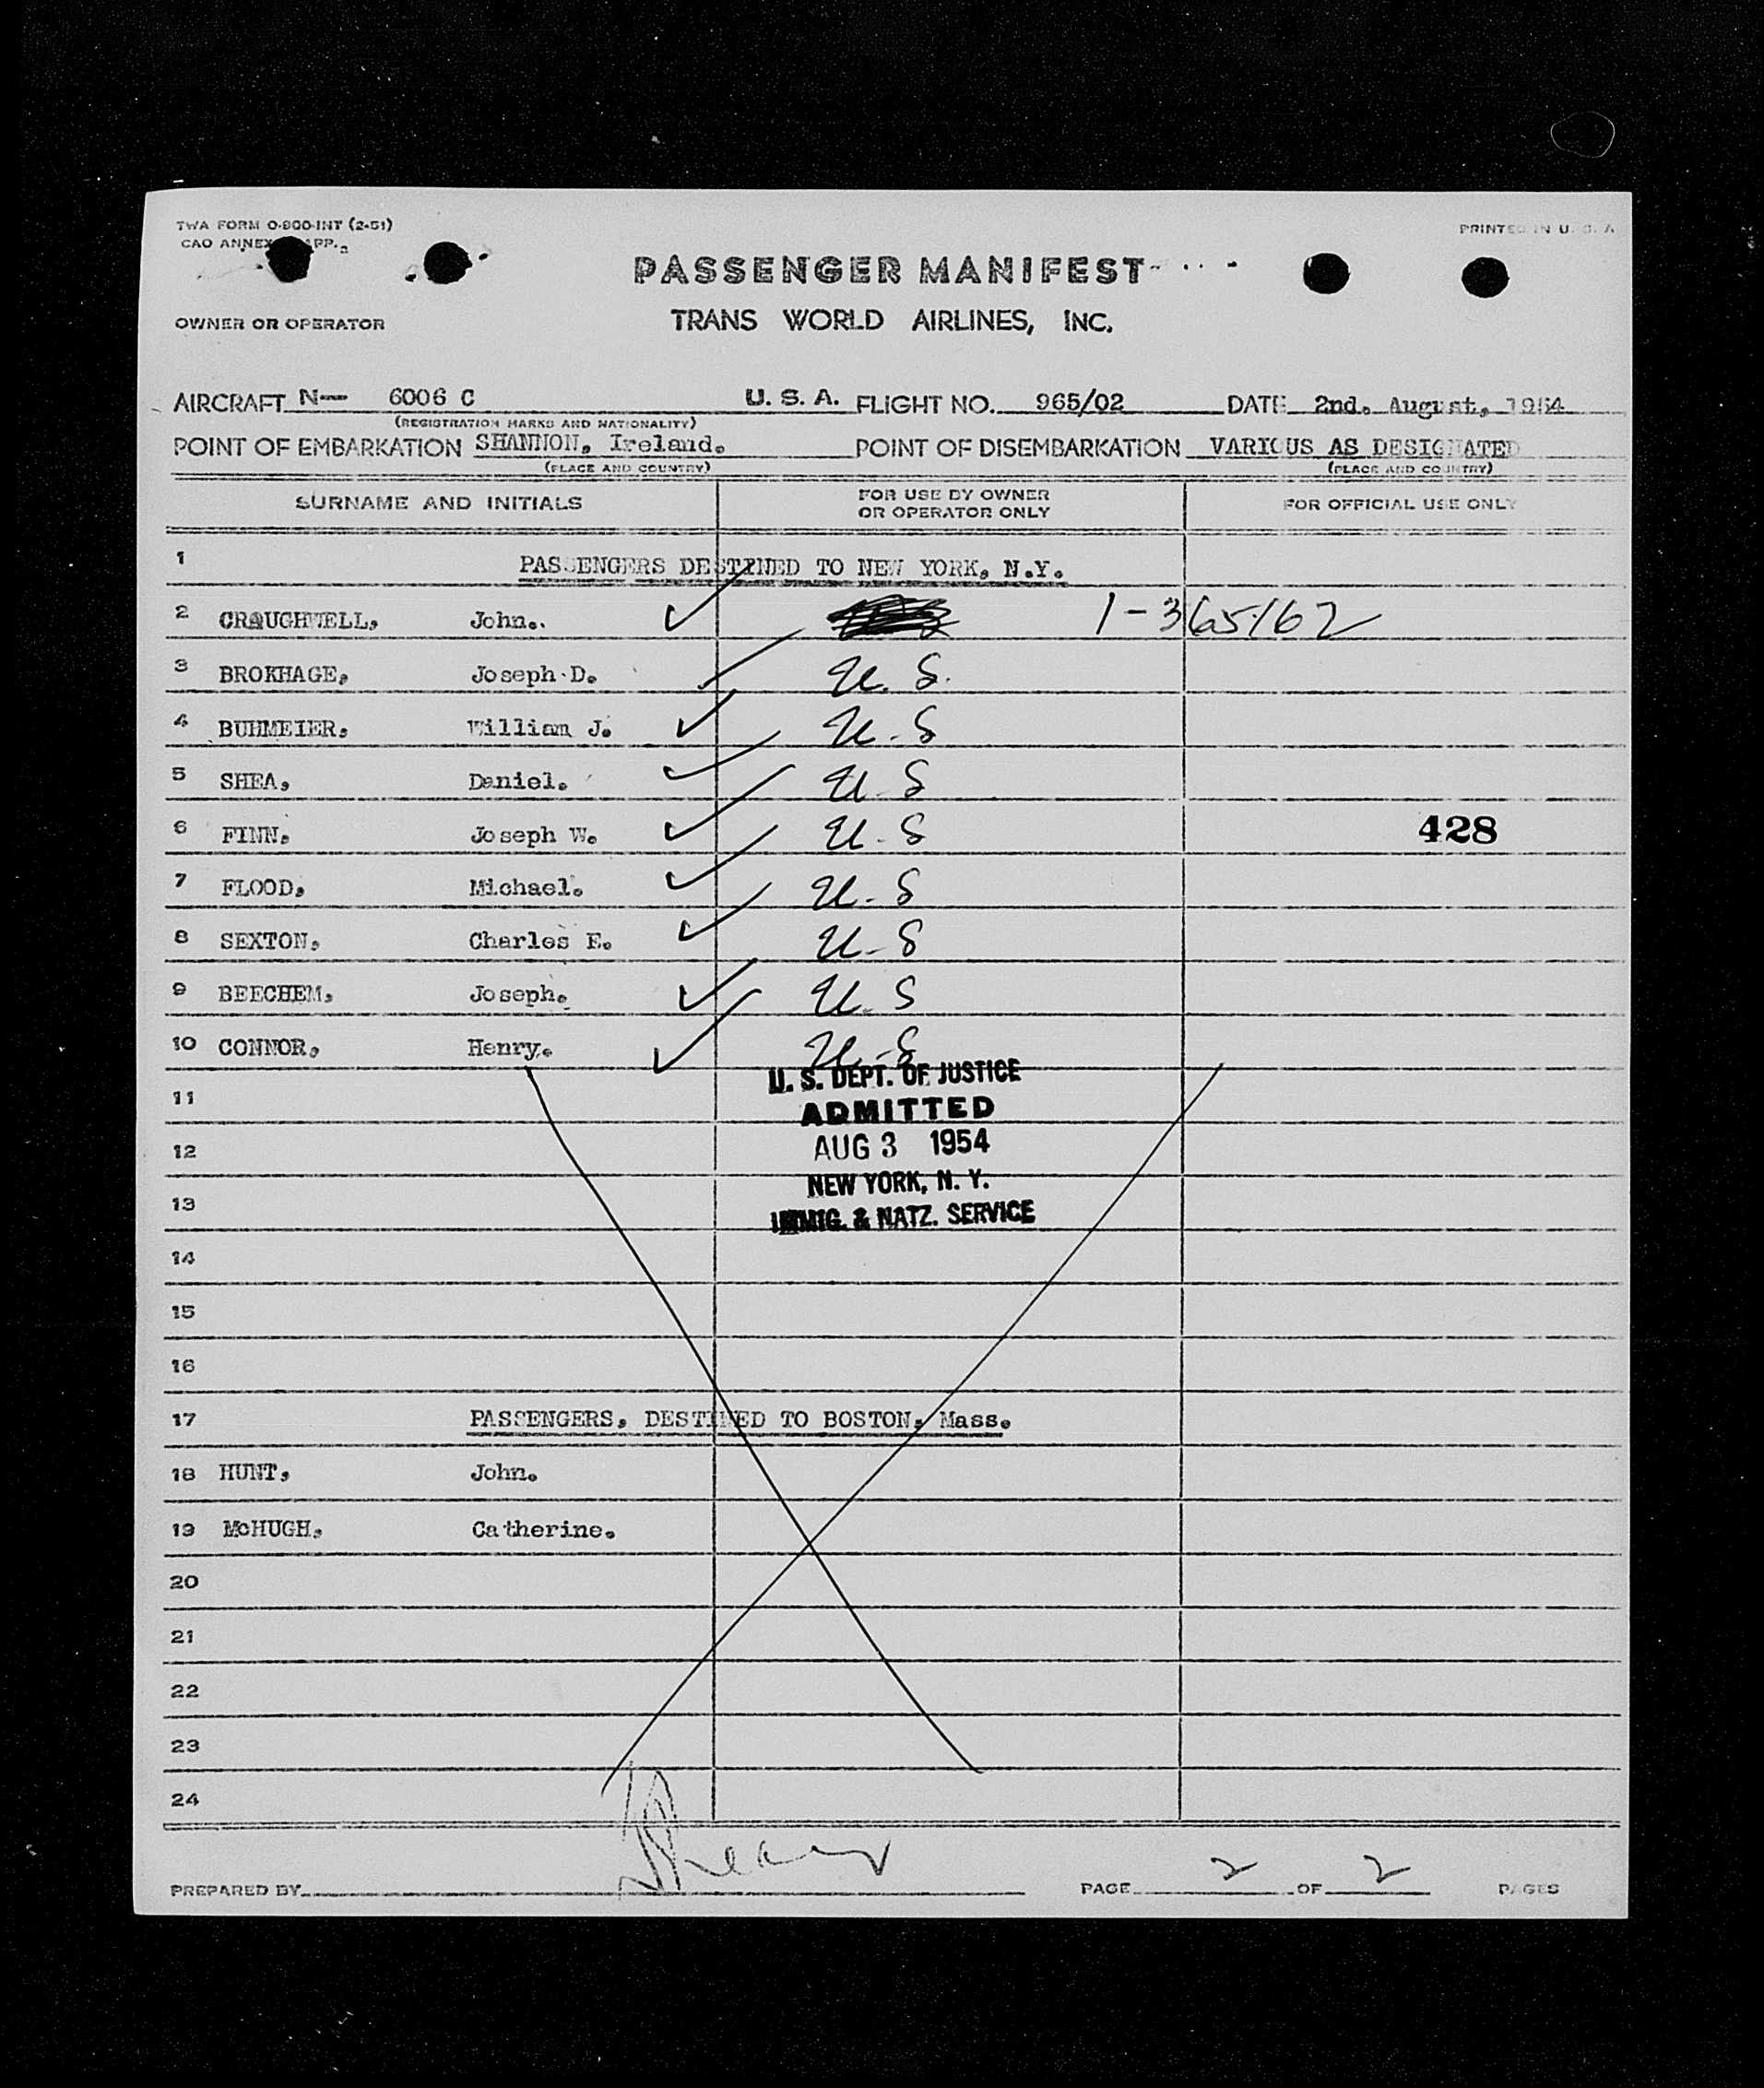 TWA FORM O-800-INT (2-51)
CAO ANNEX APP.
PRINTED IN U. S. A
PASSENGER MANIFEST
OWNER OR OPERATOR
TRANS WORLD AIRLINES, INC.
AIRCRAFT N— 6006 C U. S. A. FLIGHT NO. 965/02 DATE 2nd. August, 1954
(REGISTRATION MARKS AND NATIONALITY)
POINT OF EMBARKATION SHANNON, Ireland. POINT OF DISEMBARKATION VARIOUS AS DESIGNATED
(PLACE AND COUNTRY) (PLACE AND COUNTRY)
SURNAME AND INITIALS FOR USE BY OWNER OR OPERATOR ONLY FOR OFFICIAL USE ONLY
1 PASSENGERS DESTINED TO NEW YORK, N.Y.
2 CRAUGHWELL, John. 1-365162
3 BROKHAGE, Joseph D. U. S.
4 BUHMEIER, William J. U. S
5 SHEA, Daniel. U. S
6 FINN, Joseph W. U. S 428
7 FLOOD, Michael. U. S
8 SEXTON, Charles E. U. S
9 BEECHEM, Joseph. U. S
10 CONNOR, Henry. U. S
U. S. DEPT. OF JUSTICE
11 ADMITTED
12 AUG 3 1954
NEW YORK, N. Y.
13 IMMIG. & NATZ. SERVICE
14
15
16
17 PASSENGERS, DESTINED TO BOSTON, Mass.
18 HUNT, John.
19 McHUGH, Catherine.
20
21
22
23
24
PREPARED BY PAGE 2 OF 2 PAGES